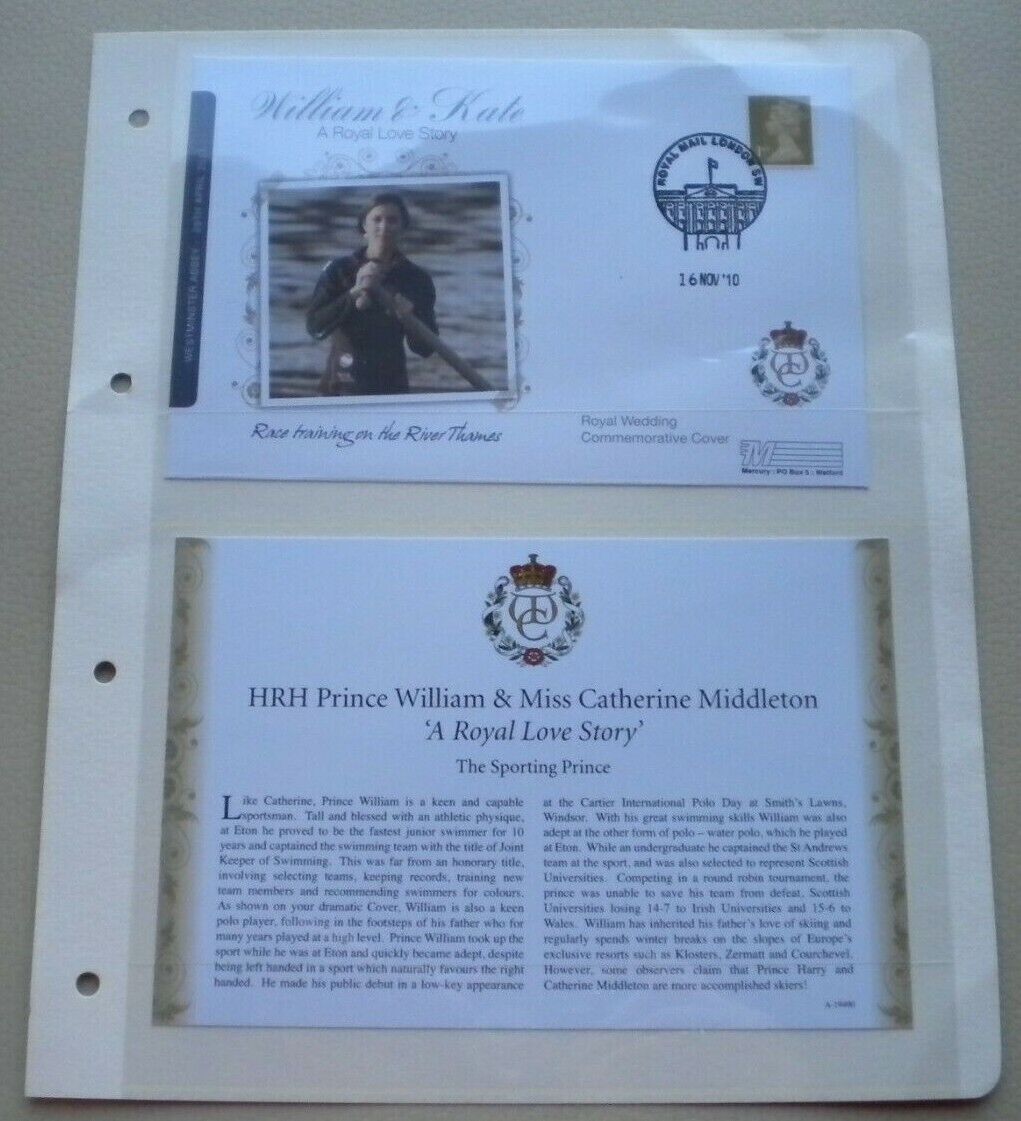 William & Kate
A Royal Love Story
WESTMINSTER ABBEY 29TH APRIL
ROYAL MAIL LONDON SW
16 NOV '10
Race training on the River Thames
Royal Wedding
Commemorative Cover
M
Mercury : PO Box 5 : Watford
HRH Prince William & Miss Catherine Middleton
'A Royal Love Story'
The Sporting Prince
Like Catherine, Prince William is a keen and capable
sportsman. Tall and blessed with an athletic physique,
at Eton he proved to be the fastest junior swimmer for 10
years and captained the swimming team with the title of Joint
Keeper of Swimming. This was far from an honorary title,
involving selecting teams, keeping records, training new
team members and recommending swimmers for colours.
As shown on your dramatic Cover, William is also a keen
polo player, following in the footsteps of his father who for
many years played at a high level. Prince William took up the
sport while he was at Eton and quickly became adept, despite
being left handed in a sport which naturally favours the right
handed. He made his public debut in a low-key appearance
at the Cartier International Polo Day at Smith's Lawns,
Windsor. With his great swimming skills William was also
adept at the other form of polo – water polo, which he played
at Eton. While an undergraduate he captained the St Andrews
team at the sport, and was also selected to represent Scottish
Universities. Competing in a round robin tournament, the
prince was unable to save his team from defeat, Scottish
Universities losing 14-7 to Irish Universities and 15-6 to
Wales. William has inherited his father's love of skiing and
regularly spends winter breaks on the slopes of Europe's
exclusive resorts such as Klosters, Zermatt and Courchevel.
However, some observers claim that Prince Harry and
Catherine Middleton are more accomplished skiers!